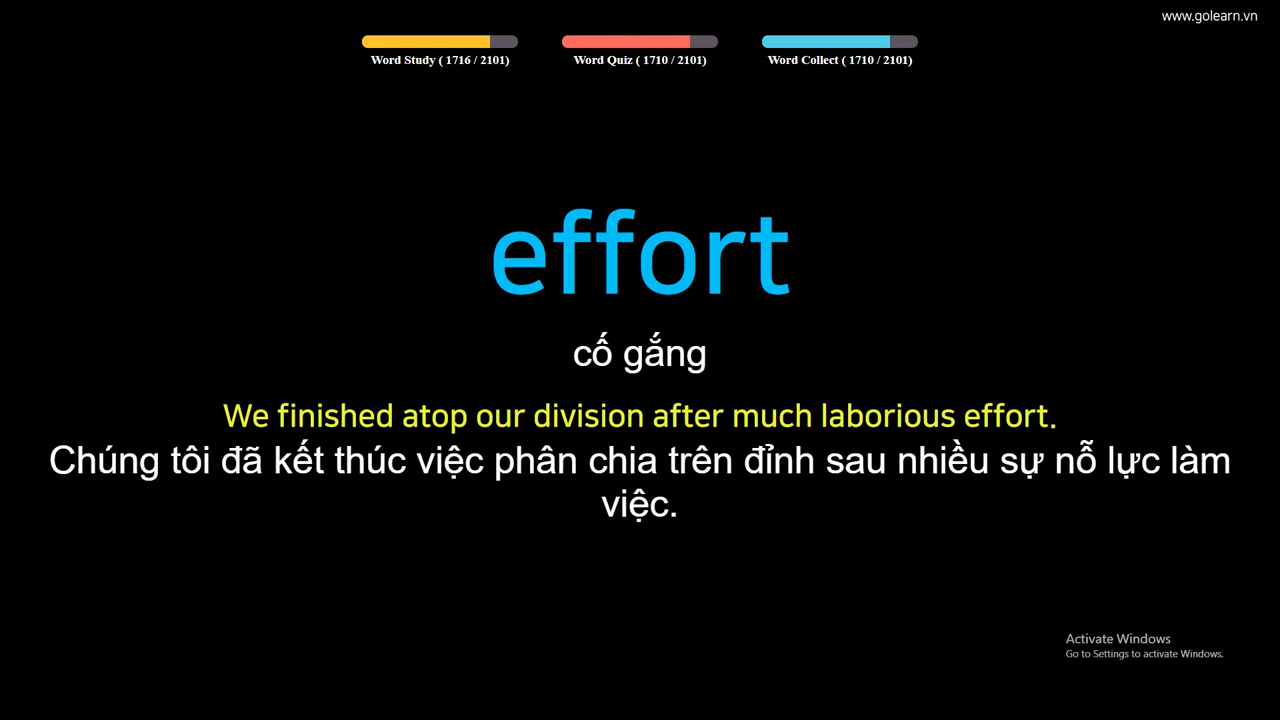 www.golearn.vn
Word Study ( 1716 / 2101)
Word Quiz ( 1710 / 2101)
Word Collect ( 1710 / 2101)
effort
cố gắng
We finished atop our division after much laborious effort.
Chúng tôi đã kết thúc việc phân chia trên đỉnh sau nhiều sự nỗ lực làm
việc.
Activate Windows
Go to Settings to activate Windows.